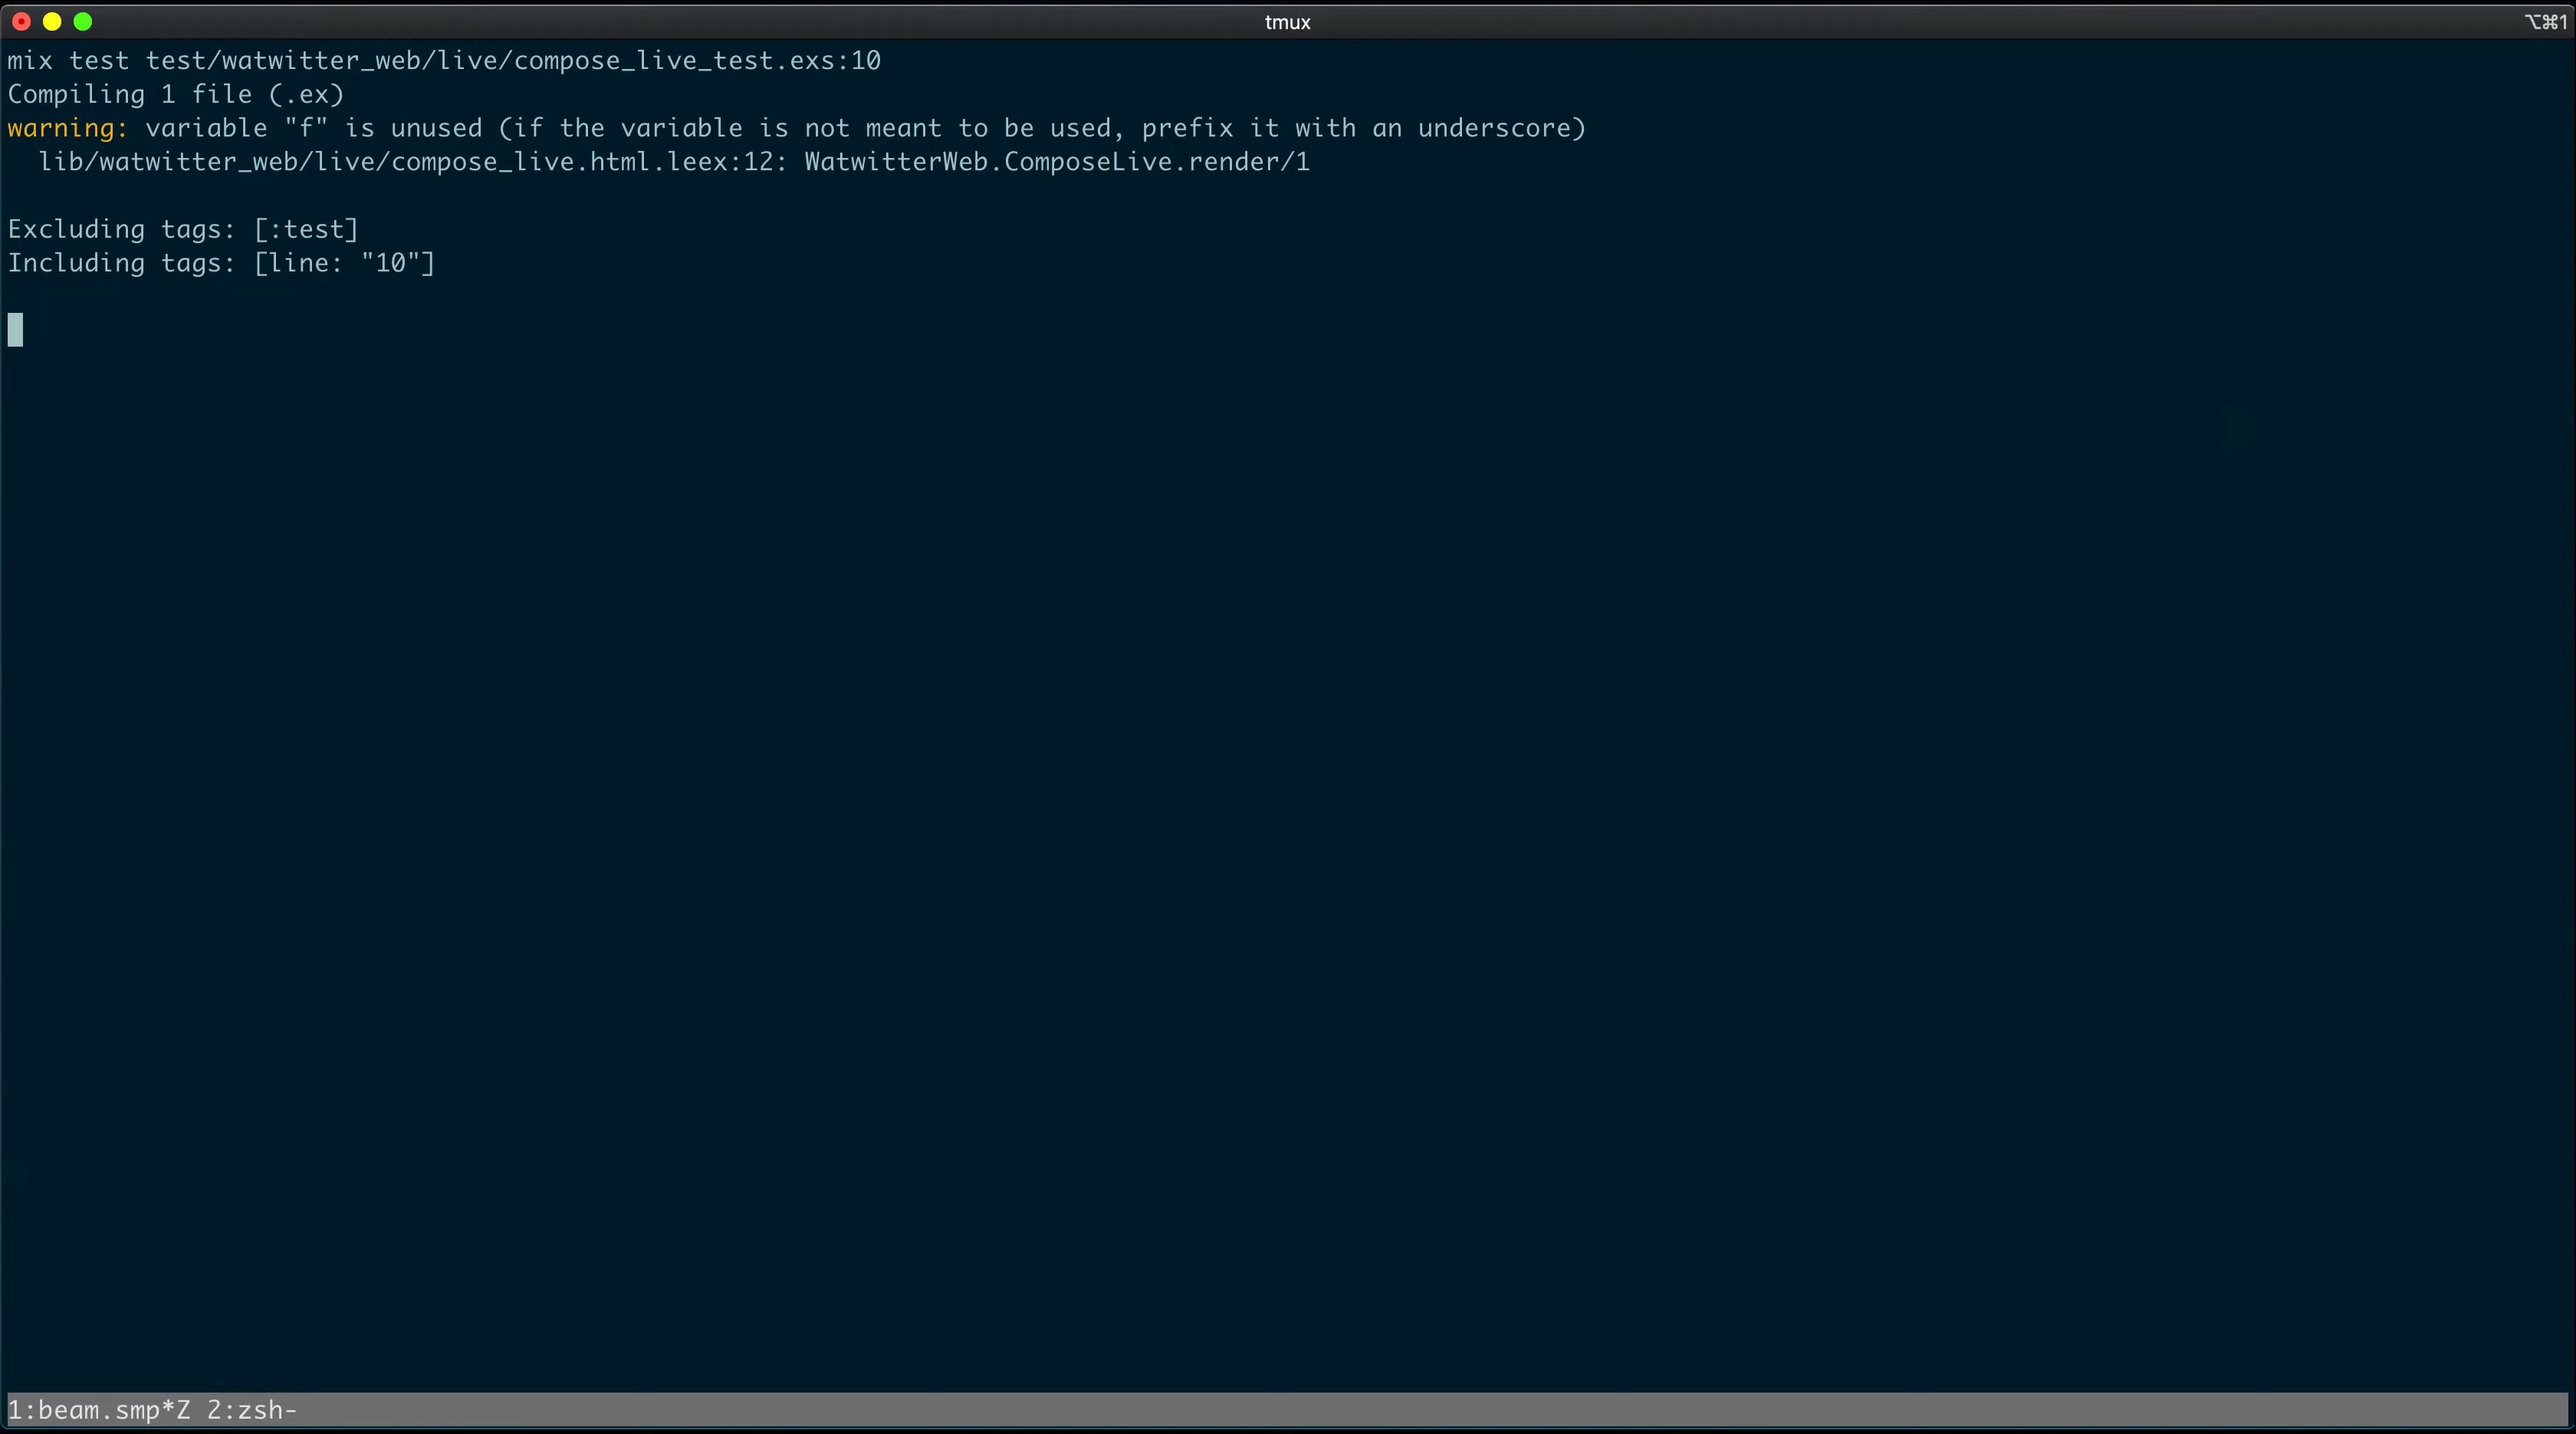 tmux
⌥⌘1
mix test test/watwitter_web/live/compose_live_test.exs:10
Compiling 1 file (.ex)
warning: variable "f" is unused (if the variable is not meant to be used, prefix it with an underscore)
  lib/watwitter_web/live/compose_live.html.leex:12: WatwitterWeb.ComposeLive.render/1
Excluding tags: [:test]
Including tags: [line: "10"]
1:beam.smp*Z 2:zsh-